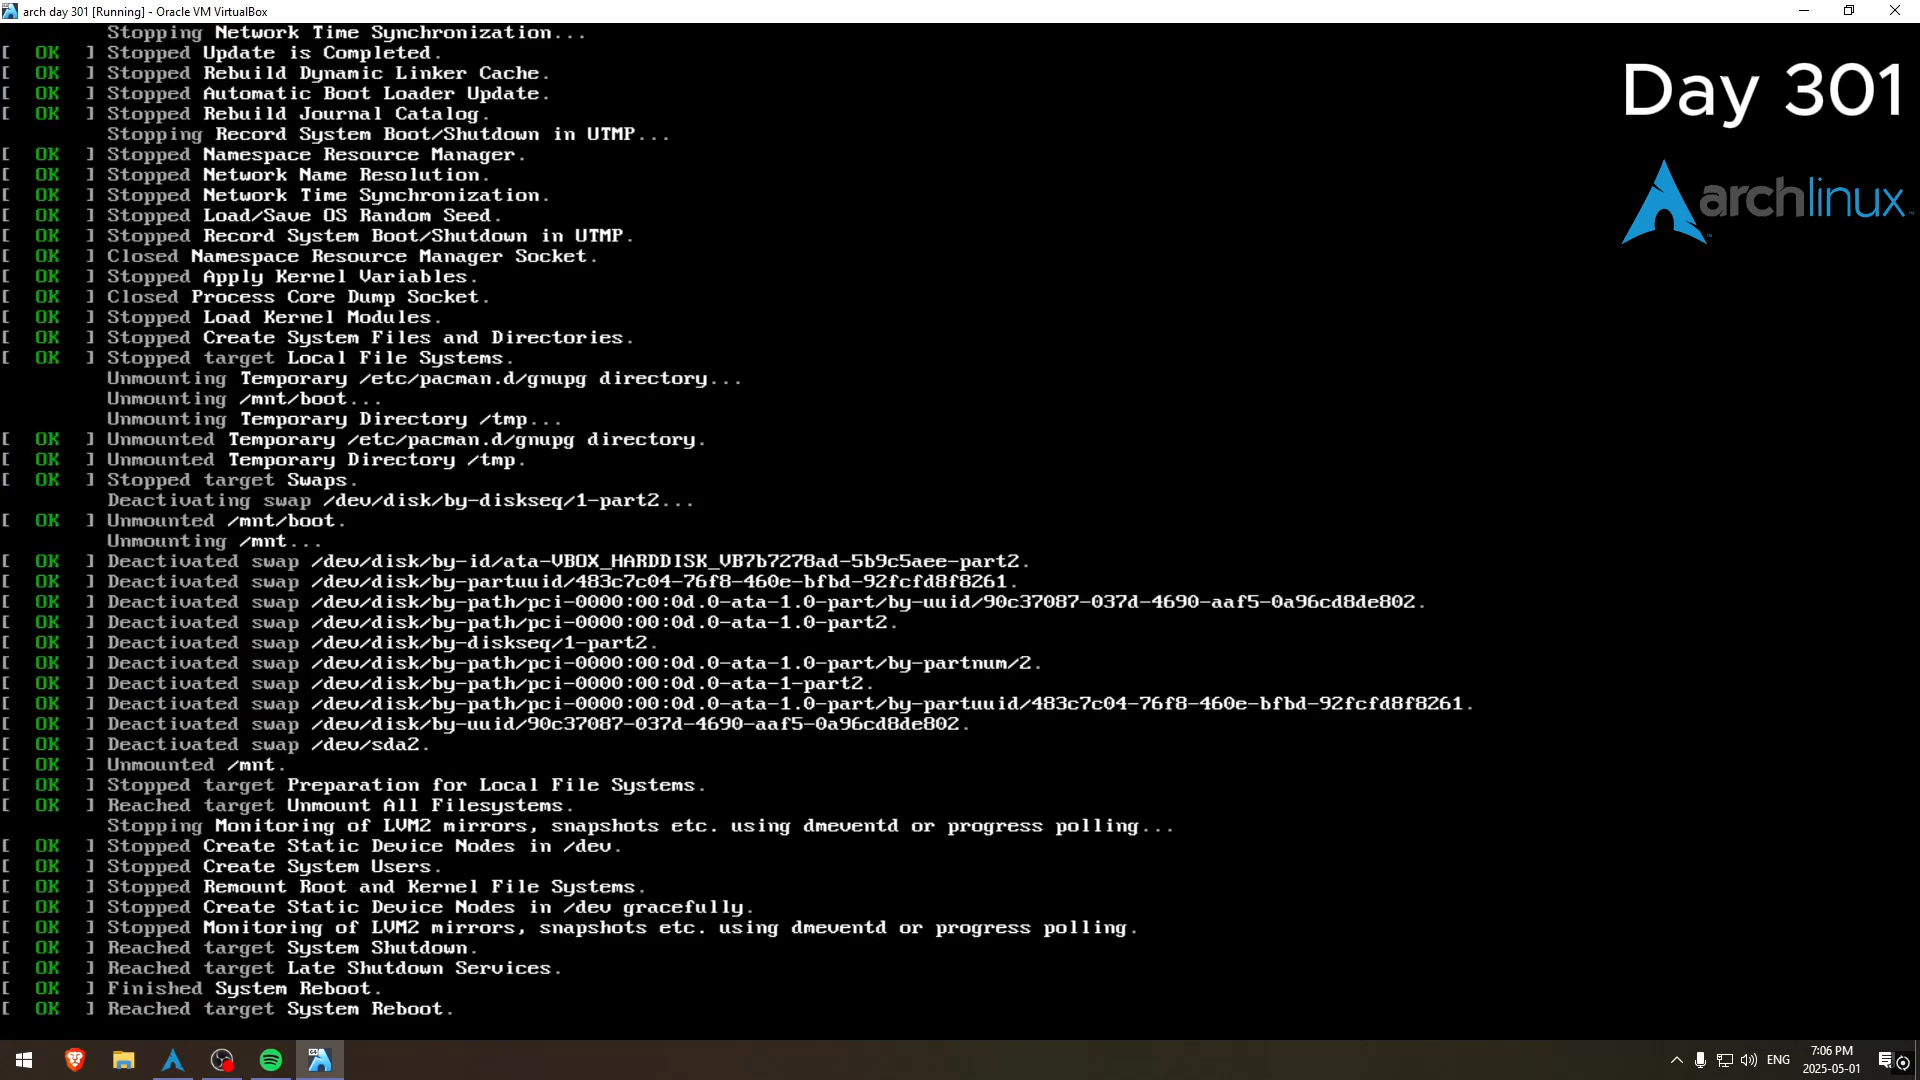 arch day 301 [Running] - Oracle VM VirtualBox
Stopping Network Time Synchronization...
[ OK ] Stopped Update is Completed.
[ OK ] Stopped Rebuild Dynamic Linker Cache.
[ OK ] Stopped Automatic Boot Loader Update.
[ OK ] Stopped Rebuild Journal Catalog.
Stopping Record System Boot/Shutdown in UTMP...
[ OK ] Stopped Namespace Resource Manager.
[ OK ] Stopped Network Name Resolution.
[ OK ] Stopped Network Time Synchronization.
[ OK ] Stopped Load/Save OS Random Seed.
[ OK ] Stopped Record System Boot/Shutdown in UTMP.
[ OK ] Closed Namespace Resource Manager Socket.
[ OK ] Stopped Apply Kernel Variables.
[ OK ] Closed Process Core Dump Socket.
[ OK ] Stopped Load Kernel Modules.
[ OK ] Stopped Create System Files and Directories.
[ OK ] Stopped target Local File Systems.
Unmounting Temporary /etc/pacman.d/gnupg directory...
Unmounting /mnt/boot...
Unmounting Temporary Directory /tmp...
[ OK ] Unmounted Temporary /etc/pacman.d/gnupg directory.
[ OK ] Unmounted Temporary Directory /tmp.
[ OK ] Stopped target Swaps.
Deactivating swap /dev/disk/by-diskseq/1-part2...
[ OK ] Unmounted /mnt/boot.
Unmounting /mnt...
[ OK ] Deactivated swap /dev/disk/by-id/ata-VBOX_HARDDISK_VB7b7278ad-5b9c5aee-part2.
[ OK ] Deactivated swap /dev/disk/by-partuuid/483c7c04-76f8-460e-bfbd-92fcfd8f8261.
[ OK ] Deactivated swap /dev/disk/by-path/pci-0000:00:0d.0-ata-1.0-part/by-uuid/90c37087-037d-4690-aaf5-0a96cd8de802.
[ OK ] Deactivated swap /dev/disk/by-path/pci-0000:00:0d.0-ata-1.0-part2.
[ OK ] Deactivated swap /dev/disk/by-diskseq/1-part2.
[ OK ] Deactivated swap /dev/disk/by-path/pci-0000:00:0d.0-ata-1.0-part/by-partnum/2.
[ OK ] Deactivated swap /dev/disk/by-path/pci-0000:00:0d.0-ata-1-part2.
[ OK ] Deactivated swap /dev/disk/by-path/pci-0000:00:0d.0-ata-1.0-part/by-partuuid/483c7c04-76f8-460e-bfbd-92fcfd8f8261.
[ OK ] Deactivated swap /dev/disk/by-uuid/90c37087-037d-4690-aaf5-0a96cd8de802.
[ OK ] Deactivated swap /dev/sda2.
[ OK ] Unmounted /mnt.
[ OK ] Stopped target Preparation for Local File Systems.
[ OK ] Reached target Unmount All Filesystems.
Stopping Monitoring of LVM2 mirrors, snapshots etc. using dmeventd or progress polling...
[ OK ] Stopped Create Static Device Nodes in /dev.
[ OK ] Stopped Create System Users.
[ OK ] Stopped Remount Root and Kernel File Systems.
[ OK ] Stopped Create Static Device Nodes in /dev gracefully.
[ OK ] Stopped Monitoring of LVM2 mirrors, snapshots etc. using dmeventd or progress polling.
[ OK ] Reached target System Shutdown.
[ OK ] Reached target Late Shutdown Services.
[ OK ] Finished System Reboot.
[ OK ] Reached target System Reboot.
Day 301
archlinux™
ENG
7:06 PM
2025-05-01